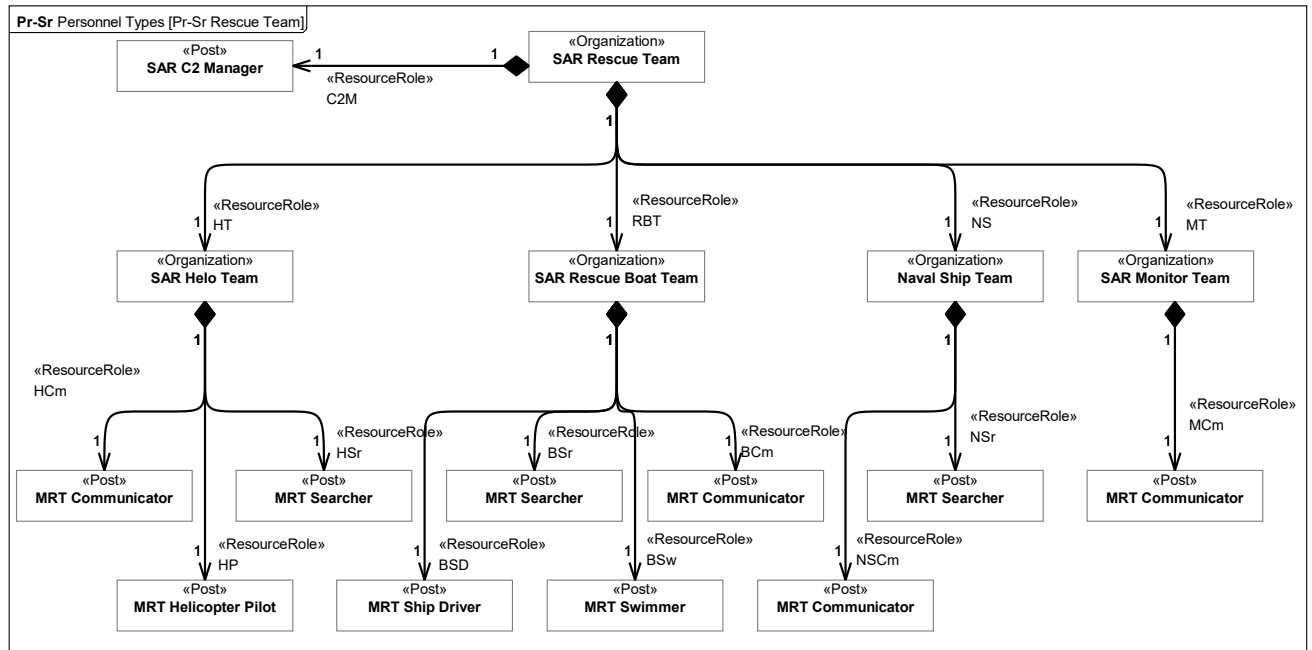 Pr-Sr Personnel Types [Pr-Sr Rescue Team]
«Post»
SAR C2 Manager
1
1
«ResourceRole»
C2M
«Organization»
SAR Rescue Team
1
«ResourceRole»
HT
1
«ResourceRole»
RBT
1
«ResourceRole»
NS
1
«ResourceRole»
MT
1
«Organization»
SAR Helo Team
«Organization»
SAR Rescue Boat Team
«Organization»
Naval Ship Team
«Organization»
SAR Monitor Team
1
1
1
1
«ResourceRole»
HCm
1
«ResourceRole»
HSr
1
«ResourceRole»
BSr
1
«ResourceRole»
BCm
1
«ResourceRole»
NSr
1
«ResourceRole»
MCm
1
«Post»
MRT Communicator
«Post»
MRT Searcher
«Post»
MRT Searcher
«Post»
MRT Communicator
«Post»
MRT Searcher
«Post»
MRT Communicator
«ResourceRole»
HP
1
«ResourceRole»
BSD
1
«ResourceRole»
BSw
1
«ResourceRole»
NSCm
1
«Post»
MRT Helicopter Pilot
«Post»
MRT Ship Driver
«Post»
MRT Swimmer
«Post»
MRT Communicator